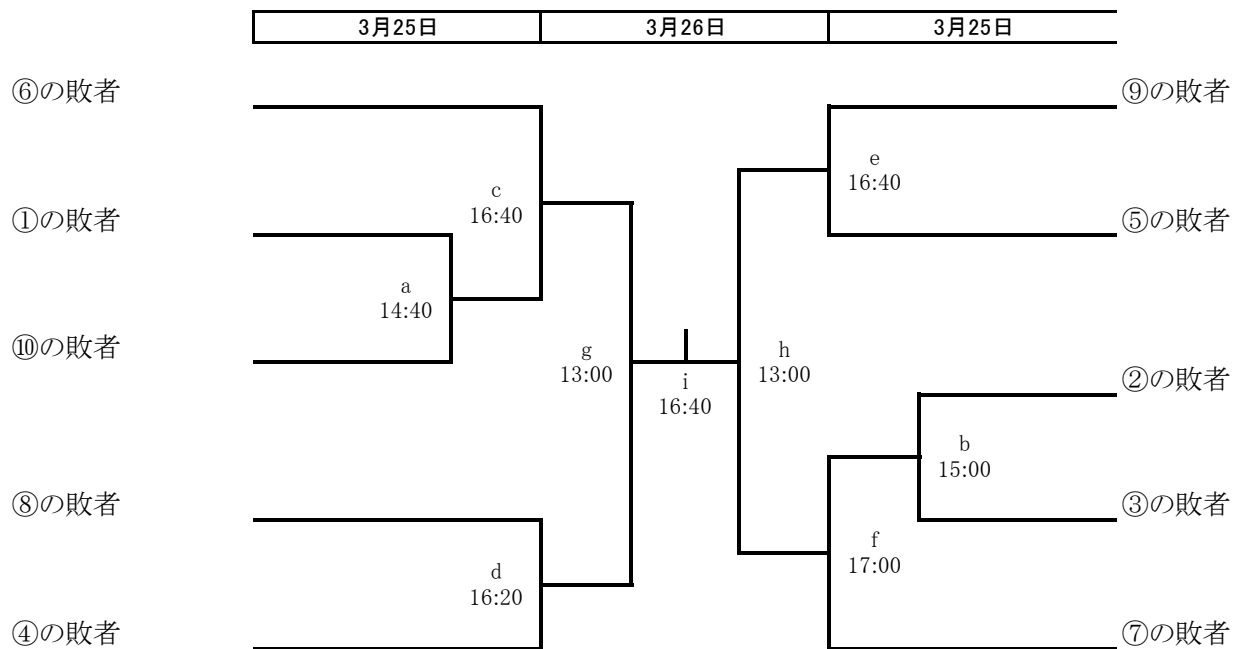 3月25日 3月26日 3月25日
⑥の敗者
⑨の敗者
e
16:40
c
16:40
①の敗者
⑤の敗者
a
14:40
⑩の敗者
g
13:00
h
13:00
i
16:40
②の敗者
b
15:00
⑧の敗者
③の敗者
f
17:00
d
16:20
④の敗者
⑦の敗者